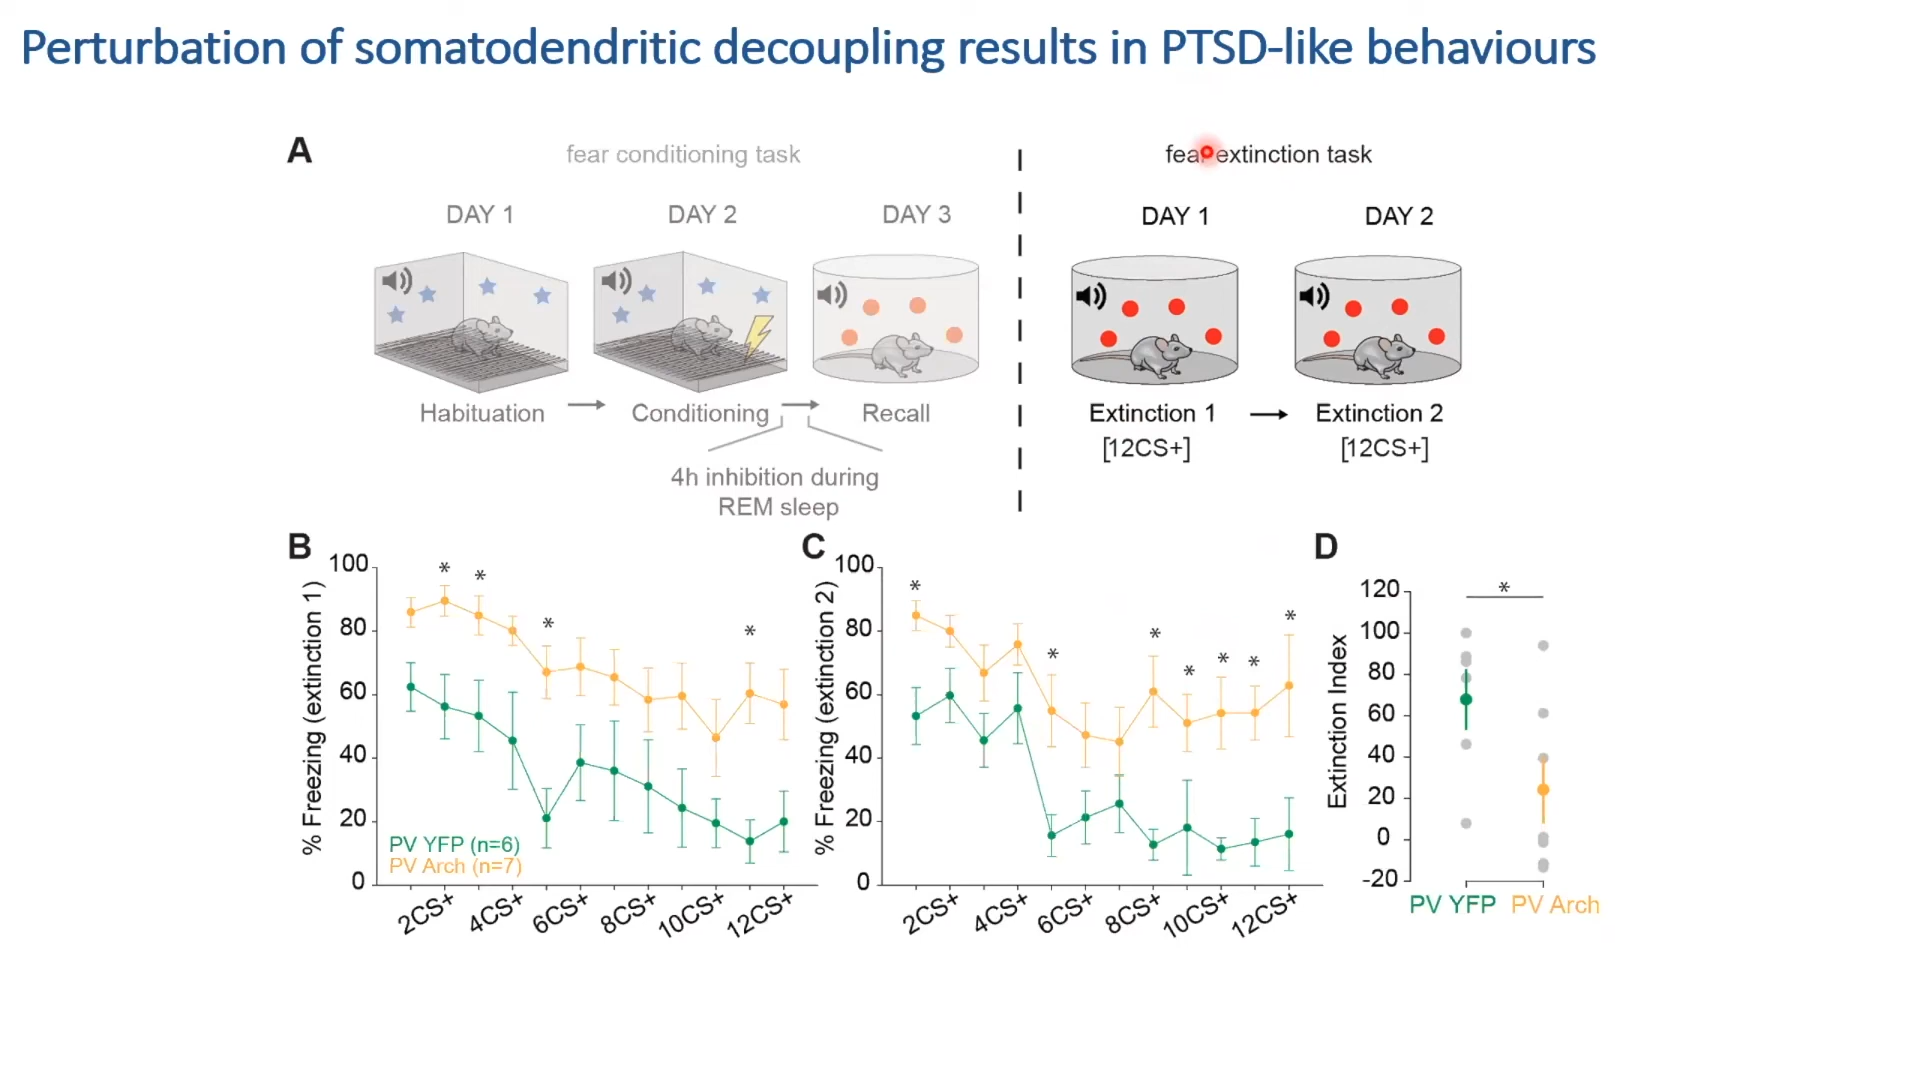 Perturbation of somatodendritic decoupling results in PTSD-like behaviours
A
fear conditioning task
fear extinction task
DAY 1
DAY 2
DAY 3
DAY 1
DAY 2
Habituation
Conditioning
Recall
Extinction 1
Extinction 2
[12CS+]
[12CS+]
4h inhibition during
REM sleep
B
% Freezing (extinction 1)
100
80
60
40
20
0
*
*
*
*
PV YFP (n=6)
PV Arch (n=7)
2CS+
4CS+
6CS+
8CS+
10CS+
12CS+
C
% Freezing (extinction 2)
100
80
60
40
20
0
*
*
*
*
*
*
*
2CS+
4CS+
6CS+
8CS+
10CS+
12CS+
D
Extinction Index
120
100
80
60
40
20
0
-20
*
PV YFP
PV Arch